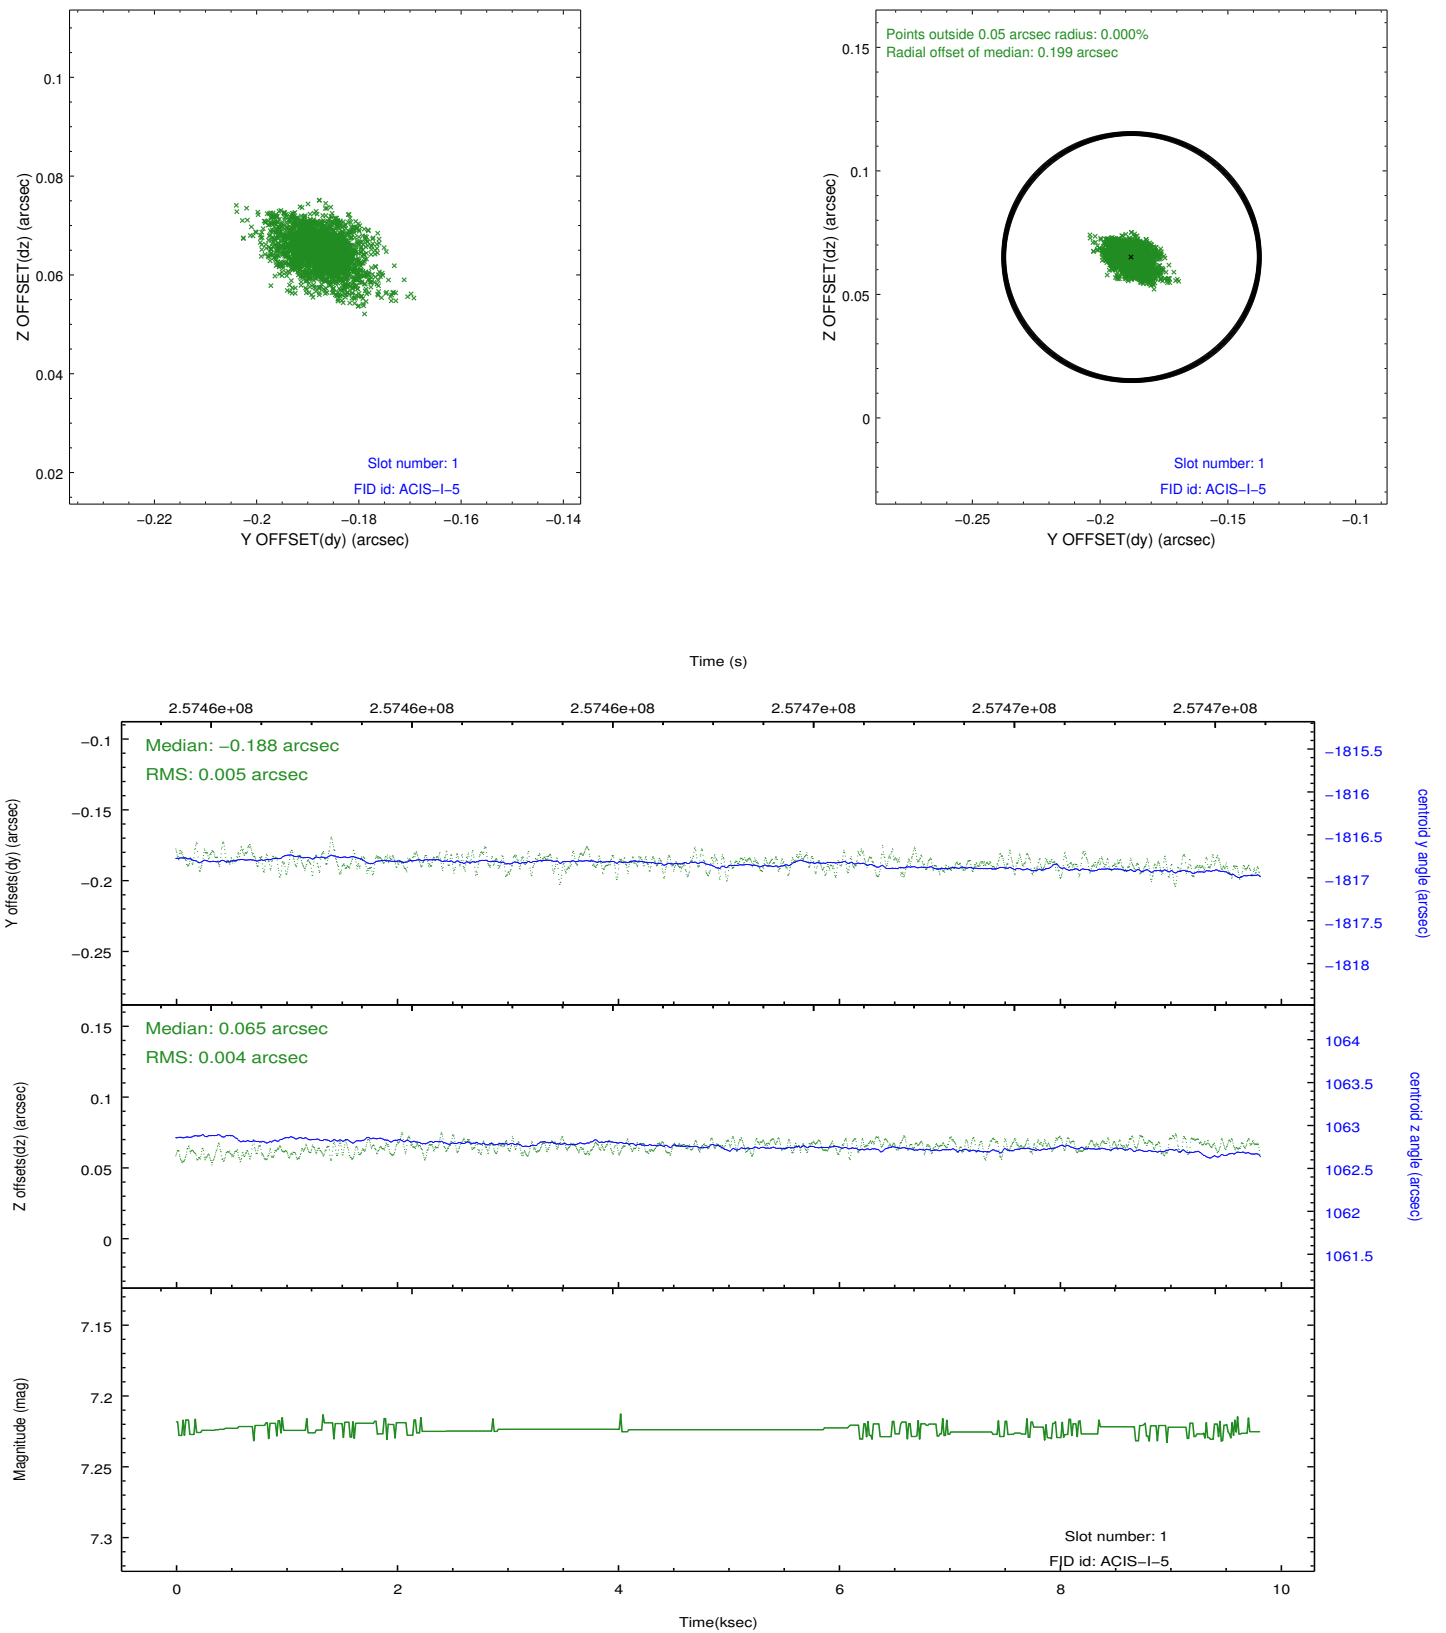 0.1
0.08
0.06
0.04
0.02
Z OFFSET(dz) (arcsec)
Slot number: 1
FID id: ACIS−I−5
−0.22
−0.2
−0.18
−0.16
−0.14
Y OFFSET(dy) (arcsec)
Points outside 0.05 arcsec radius: 0.000%
Radial offset of median: 0.199 arcsec
0.15
0.1
0.05
0
Z OFFSET(dz) (arcsec)
Slot number: 1
FID id: ACIS−I−5
−0.25
−0.2
−0.15
−0.1
Y OFFSET(dy) (arcsec)
Time (s)
2.5746e+08
2.5746e+08
2.5746e+08
2.5747e+08
2.5747e+08
2.5747e+08
Median: −0.188 arcsec
RMS: 0.005 arcsec
−0.1
−0.15
−0.2
−0.25
Y offsets(dy) (arcsec)
−1815.5
−1816
−1816.5
−1817
−1817.5
−1818
centroid y angle (arcsec)
Median: 0.065 arcsec
RMS: 0.004 arcsec
0.15
0.1
0.05
0
Z offsets(dz) (arcsec)
1064
1063.5
1063
1062.5
1062
1061.5
centroid z angle (arcsec)
7.15
7.2
7.25
7.3
Magnitude (mag)
Slot number: 1
FID id: ACIS−I−5
0
2
4
6
8
10
Time(ksec)